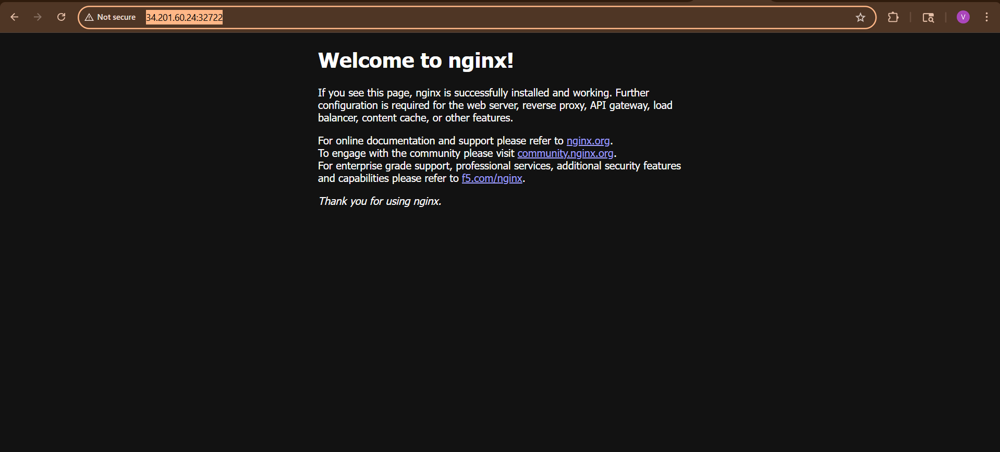 Not secure 34.201.60.24:32722
V
Welcome to nginx!
If you see this page, nginx is successfully installed and working. Further
configuration is required for the web server, reverse proxy, API gateway, load
balancer, content cache, or other features.
For online documentation and support please refer to nginx.org.
To engage with the community please visit community.nginx.org.
For enterprise grade support, professional services, additional security features
and capabilities please refer to f5.com/nginx.
Thank you for using nginx.